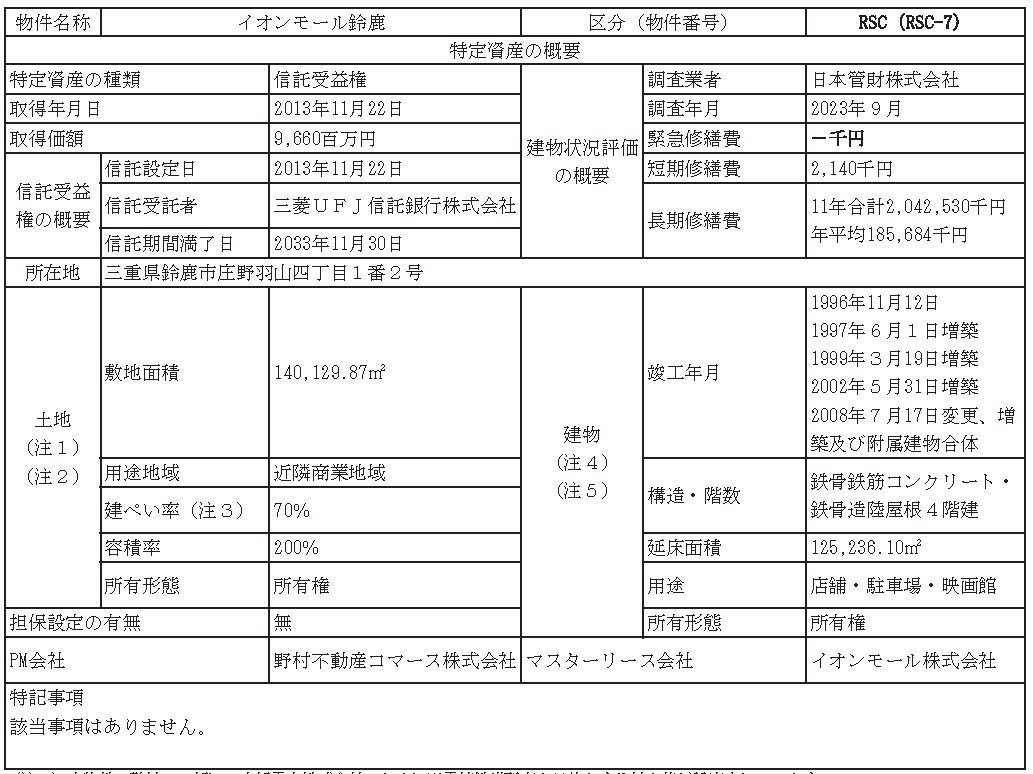 物件名称 イオンモール鈴鹿 区分（物件番号） RSC（RSC-7）
特定資産の概要
特定資産の種類 信託受益権
取得年月日 2013年11月22日
取得価額 9,660百万円
信託受益
権の概要
信託設定日 2013年11月22日
信託受託者 三菱ＵＦＪ信託銀行株式会社
信託期間満了日 2033年11月30日
建物状況評価
の概要
調査業者 日本管財株式会社
調査年月 2023年９月
緊急修繕費 －千円
短期修繕費 2,140千円
長期修繕費
11年合計2,042,530千円
年平均185,684千円
所在地 三重県鈴鹿市庄野羽山四丁目１番２号
土地
（注１）
（注２）
敷地面積 140,129.87㎡
用途地域 近隣商業地域
建ぺい率（注３） 70%
容積率 200%
所有形態 所有権
建物
（注４）
（注５）
竣工年月
1996年11月12日
1997年６月１日増築
1999年３月19日増築
2002年５月31日増築
2008年７月17日変更、増
築及び附属建物合体
構造・階数
鉄骨鉄筋コンクリート・
鉄骨造陸屋根４階建
延床面積 125,236.10㎡
用途 店舗・駐車場・映画館
所有形態 所有権
担保設定の有無 無
PM会社 野村不動産コマース株式会社 マスターリース会社 イオンモール株式会社
特記事項
該当事項はありません。